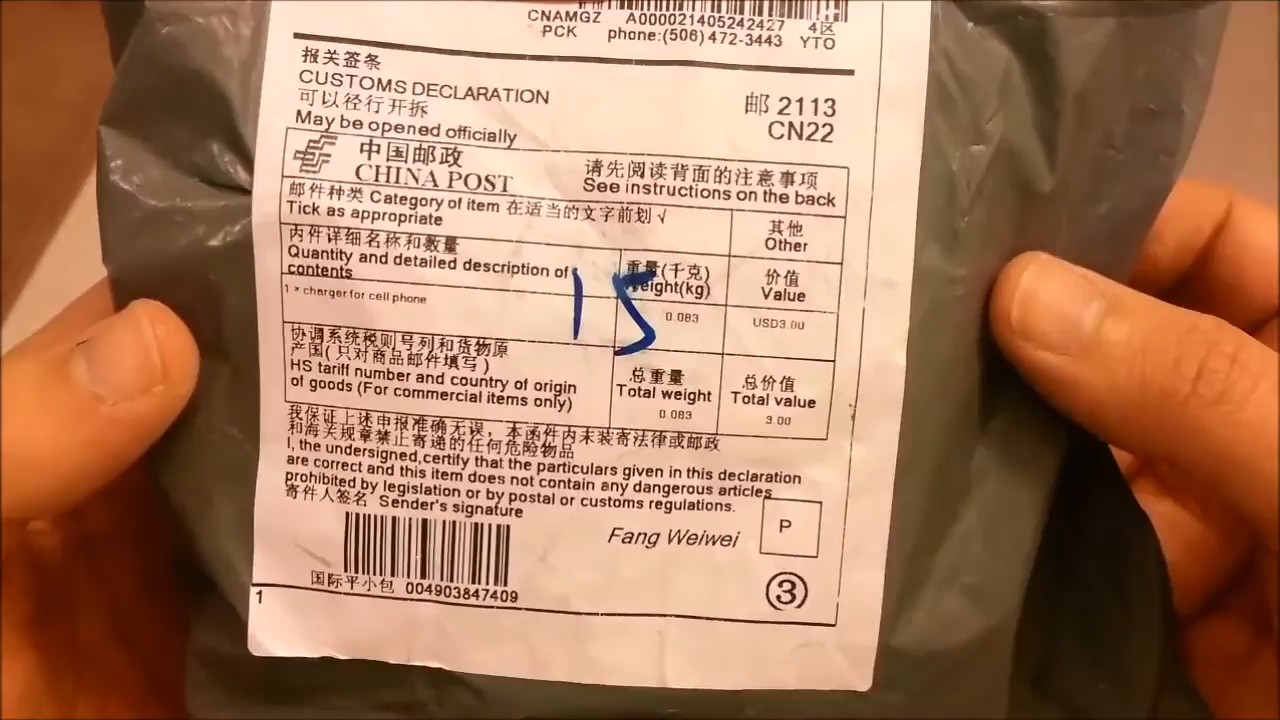 CNAMGZ A000021405242427 4区
PCK phone:(506) 472-3443 YTO
报关签条
CUSTOMS DECLARATION
可以径行开拆
May be opened officially
邮 2113
CN22
中国邮政
CHINA POST
请先阅读背面的注意事项
See instructions on the back
邮件种类 Category of item 在适当的文字前划 √
Tick as appropriate
其他
Other
内件详细名称和数量
Quantity and detailed description of
contents
重量(千克)
Weight(kg)
价值
Value
1 * charger for cell phone
15
0.083
USD3.00
协调系统税则号列和货物原
产国(只对商品邮件填写)
HS tariff number and country of origin
of goods (For commercial items only)
总重量
Total weight
0.083
总价值
Total value
3.00
我保证上述申报准确无误，本函件内未装寄法律或邮政
和海关规章禁止寄递的任何危险物品
I, the undersigned,certify that the particulars given in this declaration
are correct and this item does not contain any dangerous articles
prohibited by legislation or by postal or customs regulations.
寄件人签名 Sender's signature
Fang Weiwei
P
国际平小包 004903847409
③
1